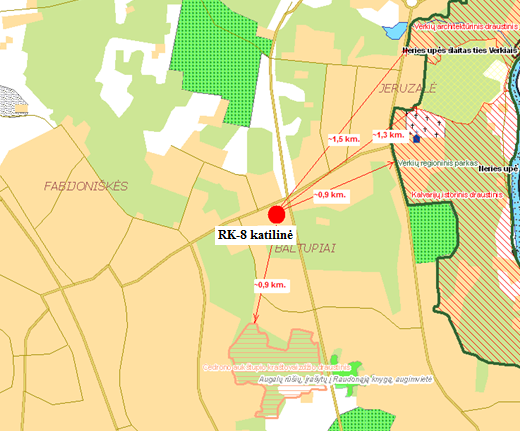 Verkių architektūrinis draustinis
Neries upės šlaitas ties Verkiais
JERUZALĖ
~1,5 km.
~1,3 km.
Verkių regioninis parkas
Neries upė
FABIJONIŠKĖS
~0,9 km.
Kalvarijų istorinis draustinis
RK-8 katilinė
BALTUPIAI
~0,9 km.
kraštovaizdžio draustinis
Augalų rūšių, įrašytų į Raudonąją knygą, augimvietė